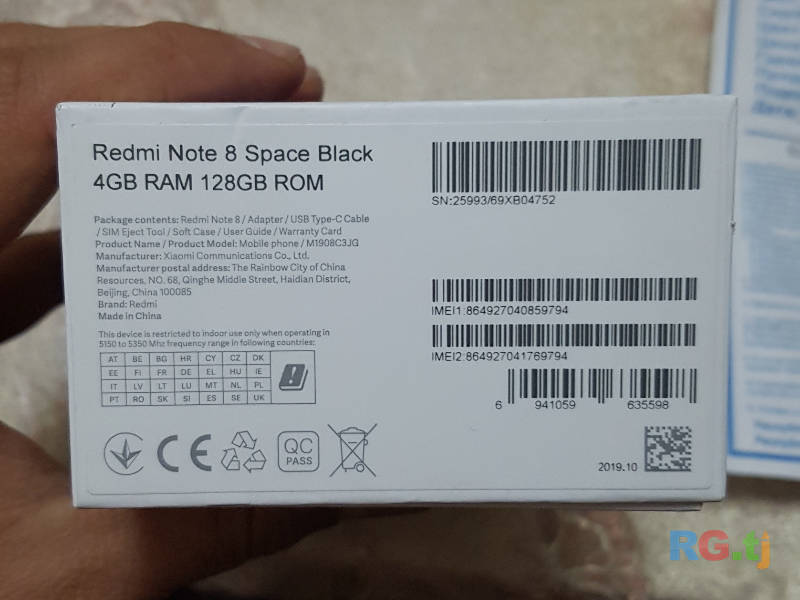 Redmi Note 8 Space Black
4GB RAM 128GB ROM
Package contents: Redmi Note 8 / Adapter / USB Type-C Cable
/ SIM Eject Tool / Soft Case / User Guide / Warranty Card
Product Name / Product Model: Mobile phone / M1908C3JG
Manufacturer: Xiaomi Communications Co., Ltd.
Manufacturer postal address: The Rainbow City of China
Resources, NO. 68, Qinghe Middle Street, Haidian District,
Beijing, China 100085
Brand: Redmi
Made in China
This device is restricted to indoor use only when operating in
5150 to 5350 Mhz frequency range in following countries:
AT BE BG HR CY CZ DK
EE FI FR DE EL HU IE
IT LV LT LU MT NL PL
PT RO SK SI ES SE UK
CE
QC
PASS
SN:25993/69XB04752
IMEI1:864927040859794
IMEI2:864927041769794
6 941059 635598
2019.10
RG.tj